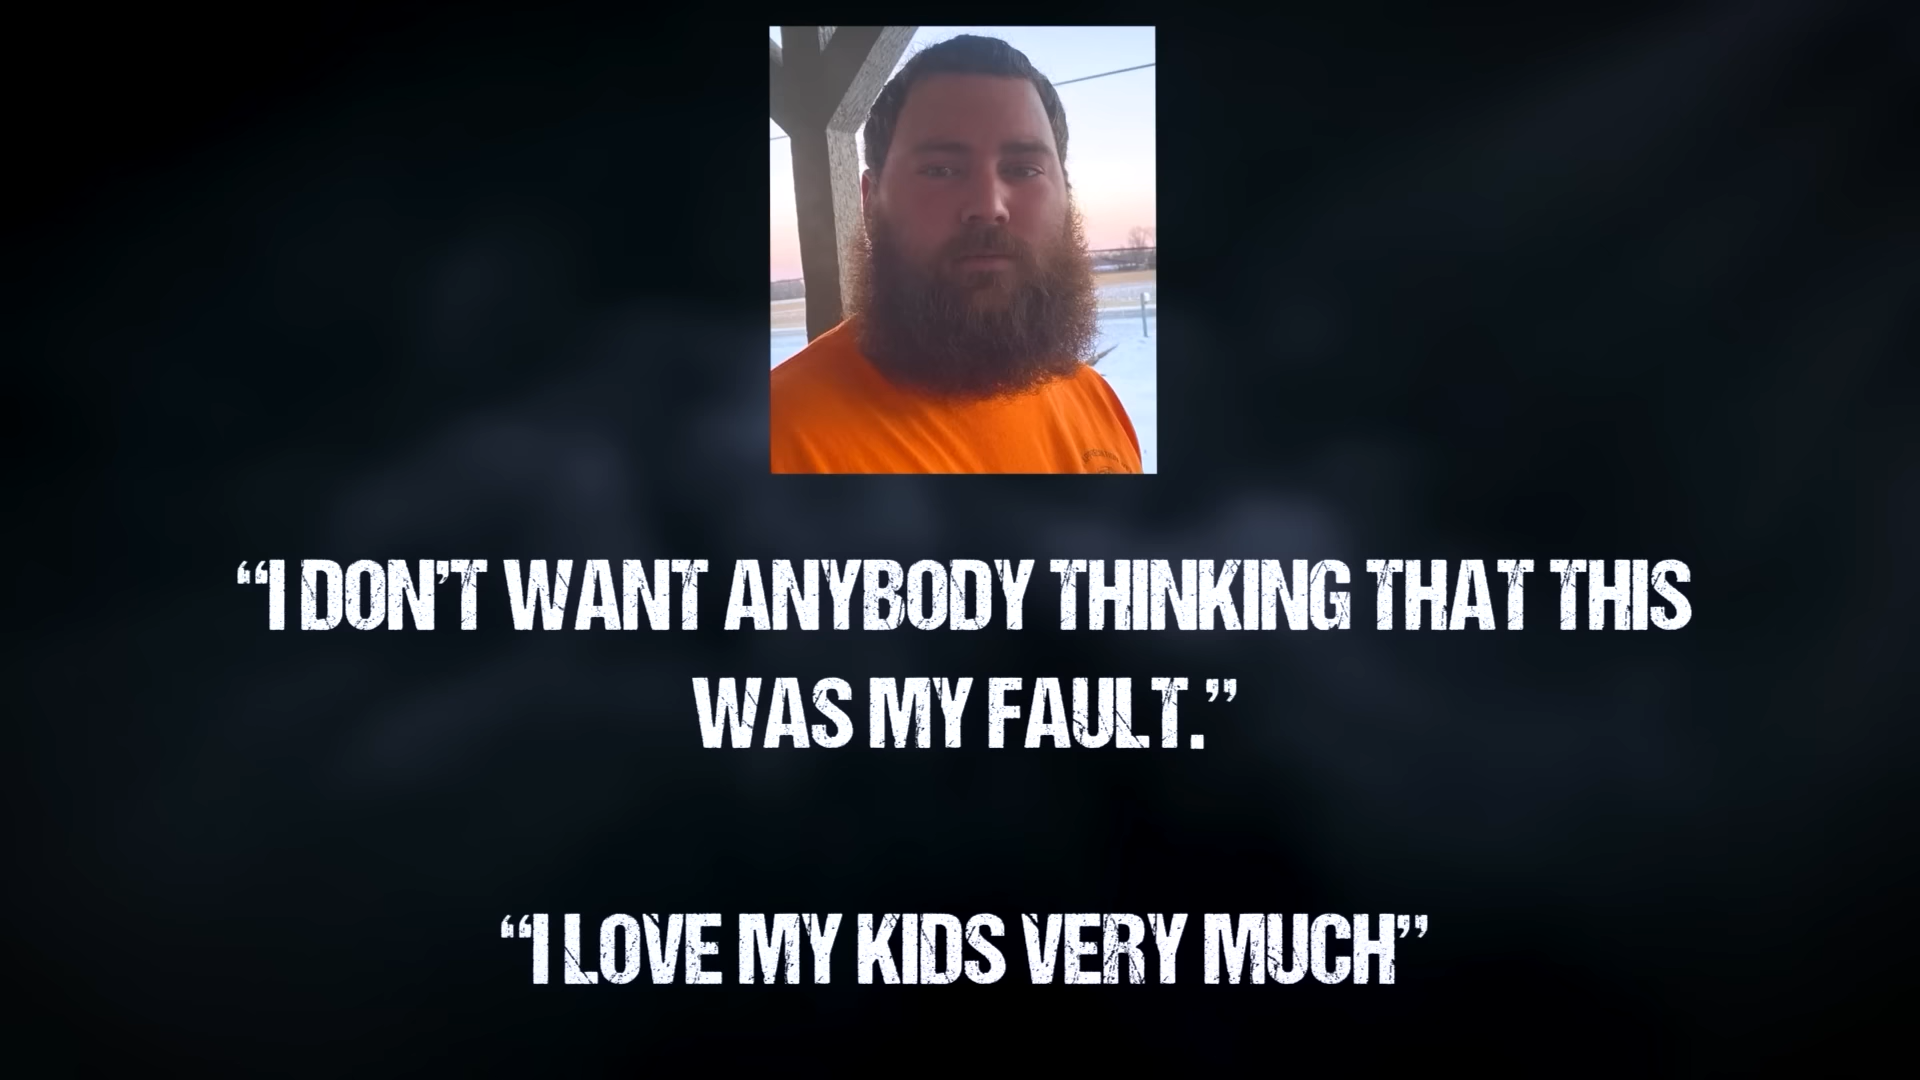 “I DON’T WANT ANYBODY THINKING THAT THIS
WAS MY FAULT.”
“I LOVE MY KIDS VERY MUCH”